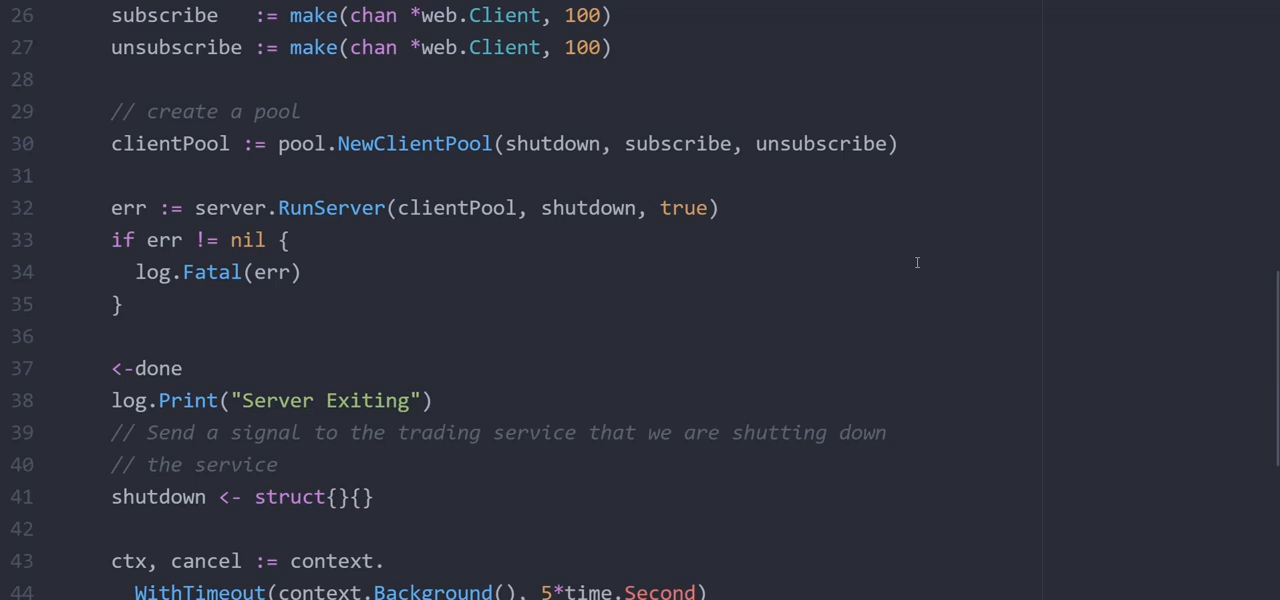 26 subscribe   := make(chan *web.Client, 100)
27 unsubscribe := make(chan *web.Client, 100)
28
29 // create a pool
30 clientPool := pool.NewClientPool(shutdown, subscribe, unsubscribe)
31
32 err := server.RunServer(clientPool, shutdown, true)
33 if err != nil {
34   log.Fatal(err)
35 }
36
37 <-done
38 log.Print("Server Exiting")
39 // Send a signal to the trading service that we are shutting down
40 // the service
41 shutdown <- struct{}{}
42
43 ctx, cancel := context.
44   WithTimeout(context.Background(), 5*time.Second)